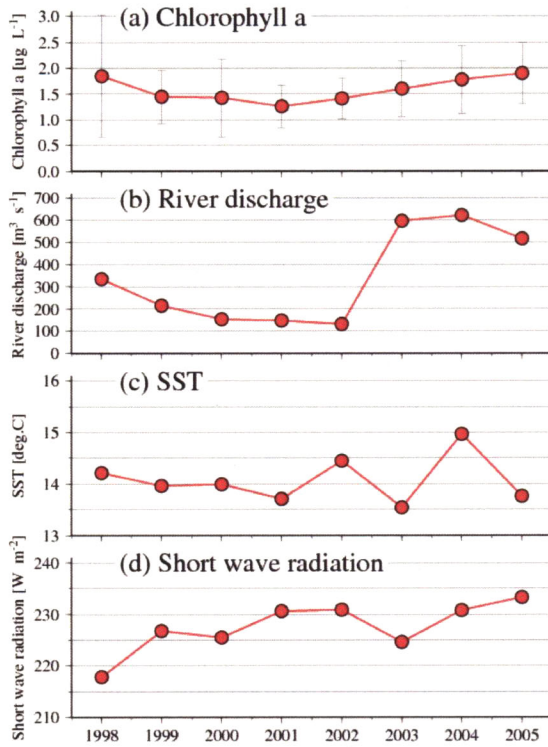 (a) Chlorophyll a
Chlorophyll a [ug L⁻¹]
3.0
2.5
2.0
1.5
1.0
0.5
0.0
(b) River discharge
River discharge [m³ s⁻¹]
700
600
500
400
300
200
100
0
(c) SST
SST [deg.C]
16
15
14
13
(d) Short wave radiation
Short wave radiation [W m⁻²]
240
230
220
210
1998 1999 2000 2001 2002 2003 2004 2005